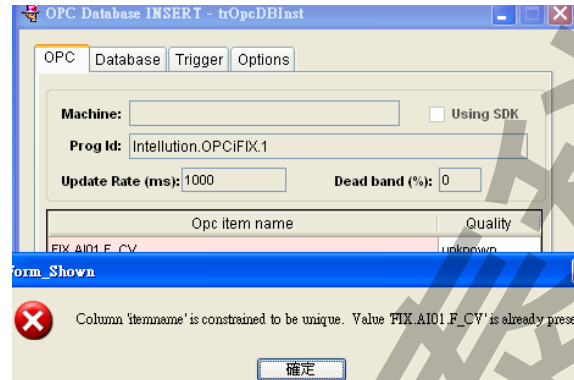 OPC Database INSERT - trOpcDBInst
OPC Database Trigger Options
Machine: Using SDK
Prog Id: Intellution.OPCiFIX.1
Update Rate (ms): 1000 Dead band (%): 0
Opc item name Quality
FIX.AI01.F_CV unknown
Form_Shown
Column 'itemname' is constrained to be unique. Value 'FIX.AI01.F_CV' is already prese
確定